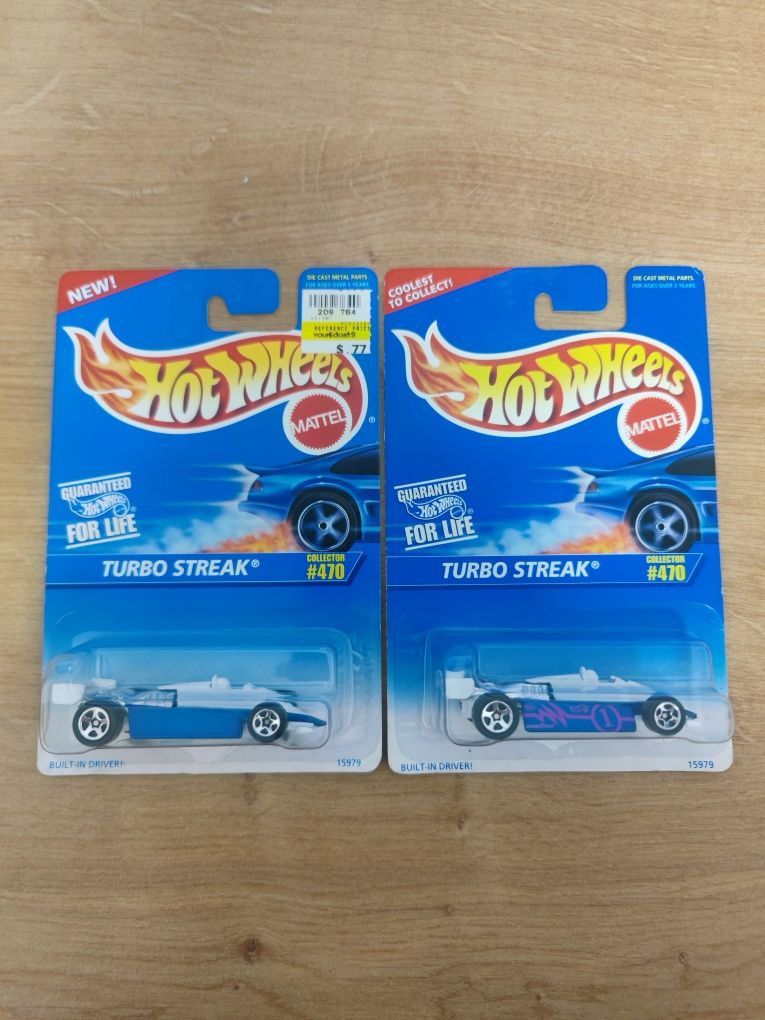 NEW!
DIE CAST METAL PARTS.
FOR AGES OVER 3 YEARS.
209 764
REFERENCE PRICE
$.77
HOT WHEELS
MATTEL
®
GUARANTEED
Hot Wheels
FOR LIFE
TURBO STREAK®
COLLECTOR
#470
BUILT-IN DRIVER!
15979
COOLEST
TO COLLECT!
DIE CAST METAL PARTS.
FOR AGES OVER 3 YEARS.
HOT WHEELS
MATTEL
®
GUARANTEED
Hot Wheels
FOR LIFE
TURBO STREAK®
COLLECTOR
#470
1
BUILT-IN DRIVER!
15979